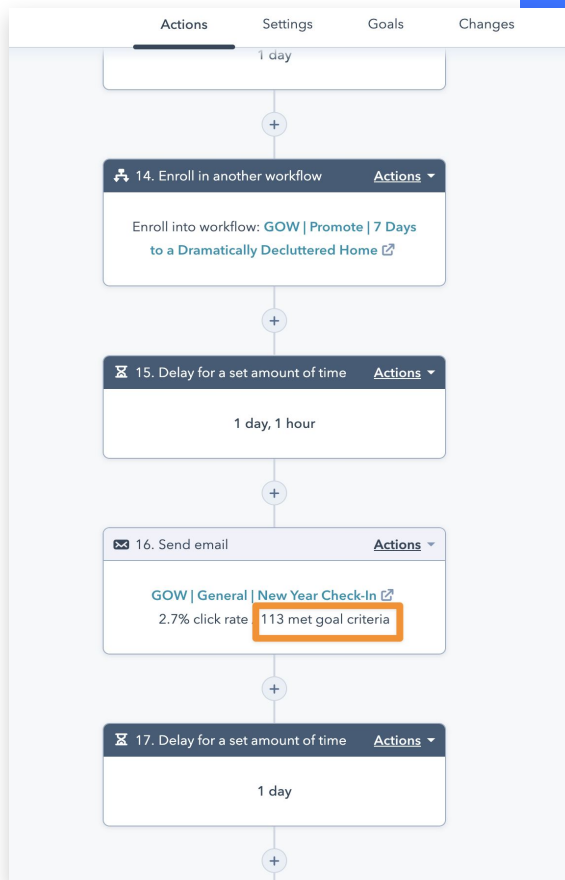 Actions Settings Goals Changes
1 day
+
14. Enroll in another workflow Actions
Enroll into workflow: GOW | Promote | 7 Days
to a Dramatically Decluttered Home
+
15. Delay for a set amount of time Actions
1 day, 1 hour
+
16. Send email Actions
GOW | General | New Year Check-In
2.7% click rate 113 met goal criteria
+
17. Delay for a set amount of time Actions
1 day
+